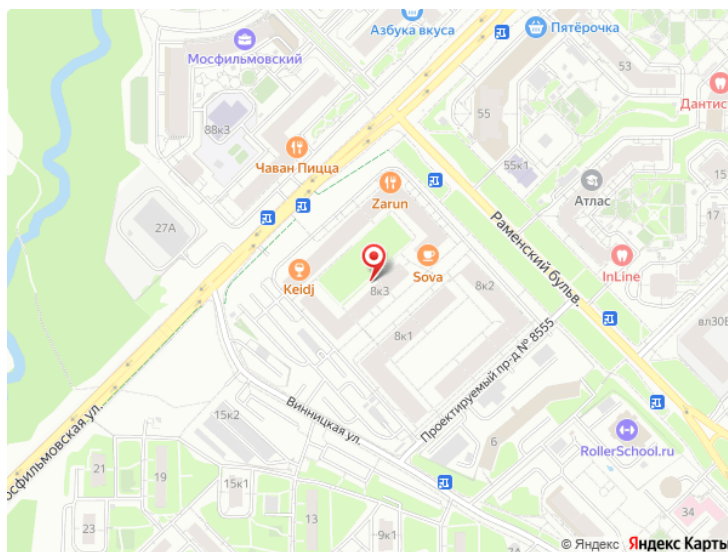 Азбука вкуса
Пятёрочка
Мосфильмовский
53
Дантис
55
88к3
55к1
Чаван Пицца
Атлас
15
17
Zarun
27А
Раменский бульв.
InLine
Sova
Keidj
8к3
8к2
вл30Б
8к1
Проектируемый пр-д № 8555
Винницкая ул.
15к2
Мосфильмовская ул.
6
RollerSchool.ru
21
19
15к1
13
34
23
9к1
© Яндекс Яндекс Карты